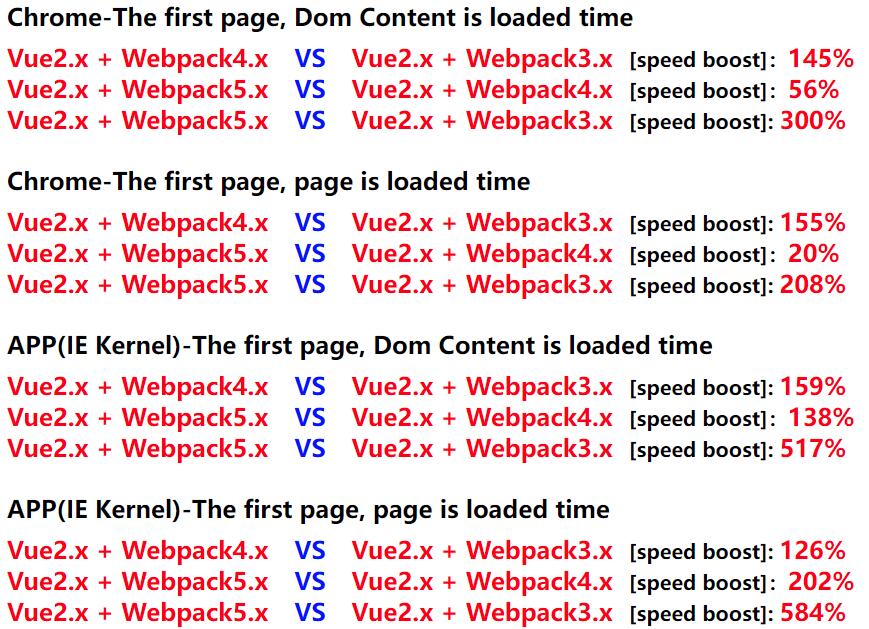 Chrome-The first page, Dom Content is loaded time
Vue2.x + Webpack4.x VS Vue2.x + Webpack3.x [speed boost]: 145%
Vue2.x + Webpack5.x VS Vue2.x + Webpack4.x [speed boost]: 56%
Vue2.x + Webpack5.x VS Vue2.x + Webpack3.x [speed boost]: 300%
Chrome-The first page, page is loaded time
Vue2.x + Webpack4.x VS Vue2.x + Webpack3.x [speed boost]: 155%
Vue2.x + Webpack5.x VS Vue2.x + Webpack4.x [speed boost]: 20%
Vue2.x + Webpack5.x VS Vue2.x + Webpack3.x [speed boost]: 208%
APP(IE Kernel)-The first page, Dom Content is loaded time
Vue2.x + Webpack4.x VS Vue2.x + Webpack3.x [speed boost]: 159%
Vue2.x + Webpack5.x VS Vue2.x + Webpack4.x [speed boost]: 138%
Vue2.x + Webpack5.x VS Vue2.x + Webpack3.x [speed boost]: 517%
APP(IE Kernel)-The first page, page is loaded time
Vue2.x + Webpack4.x VS Vue2.x + Webpack3.x [speed boost]: 126%
Vue2.x + Webpack5.x VS Vue2.x + Webpack4.x [speed boost]: 202%
Vue2.x + Webpack5.x VS Vue2.x + Webpack3.x [speed boost]: 584%